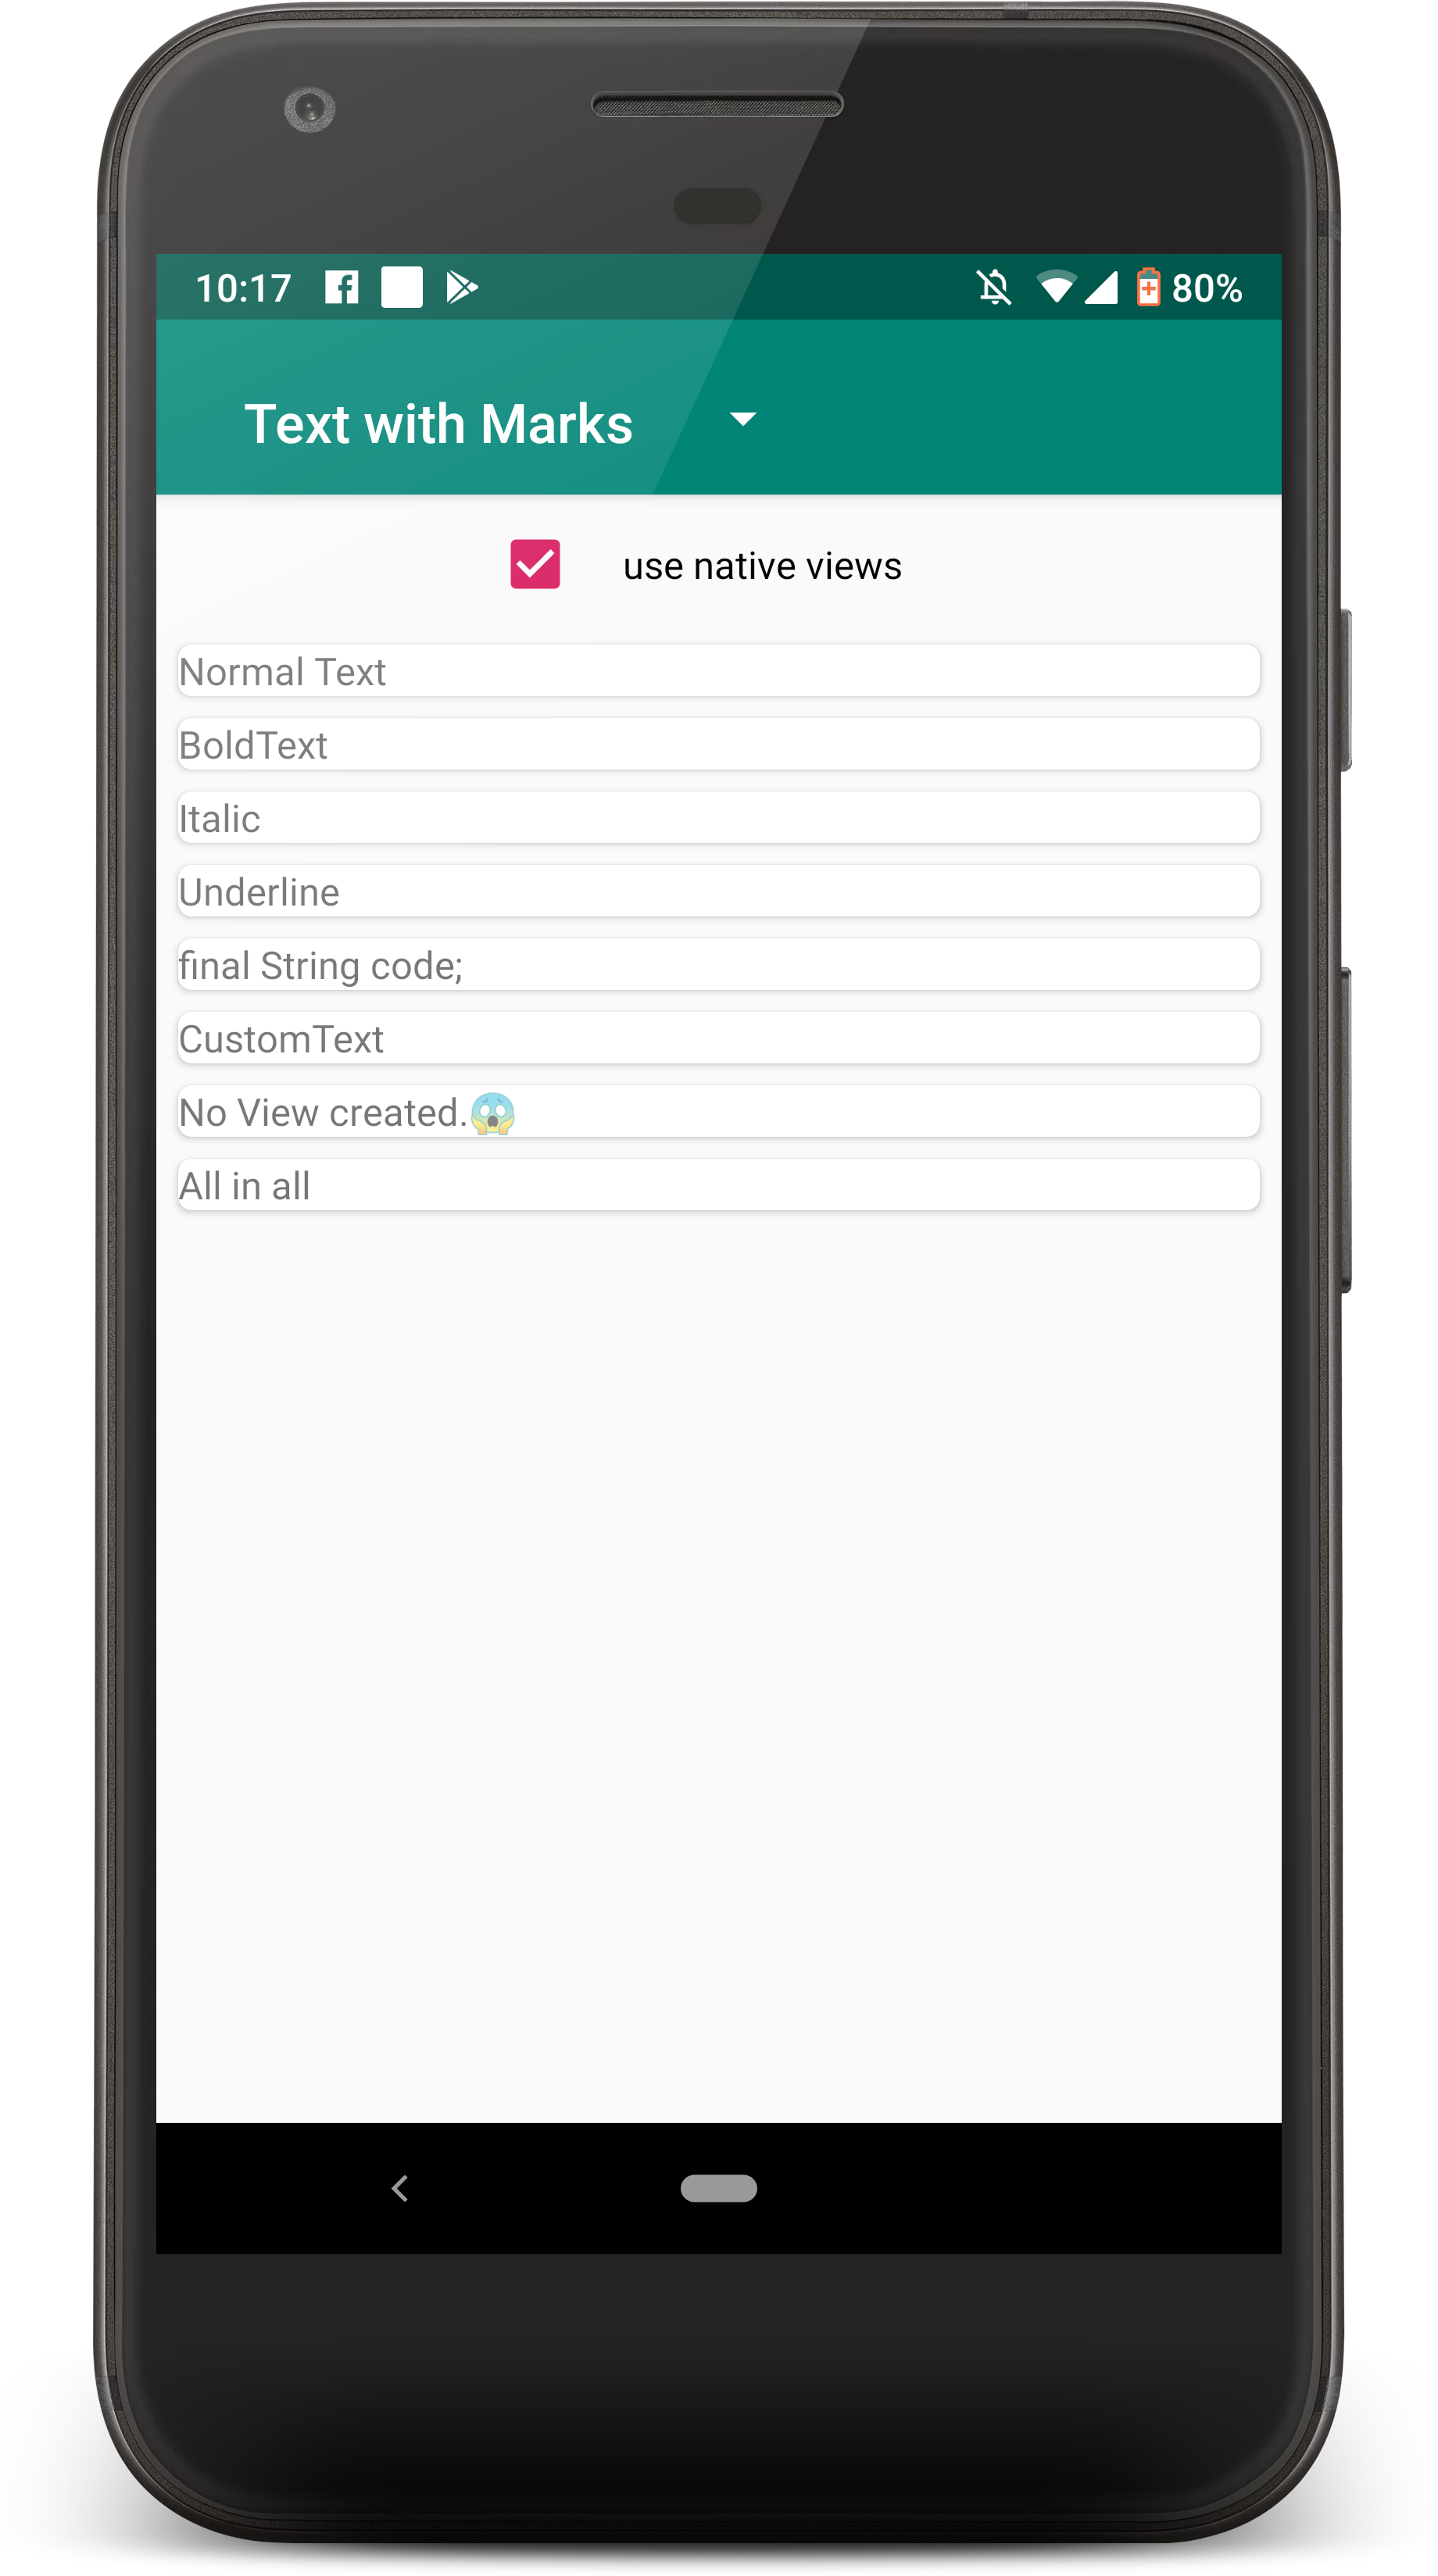 10:17
80%
Text with Marks
use native views
Normal Text
BoldText
Italic
Underline
final String code;
CustomText
No View created.😱
All in all